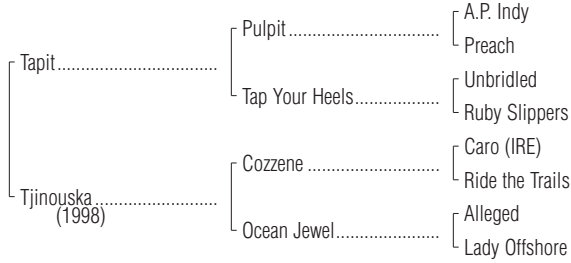 A.P. Indy
Pulpit
Preach
Tapit
Unbridled
Tap Your Heels
Ruby Slippers
Caro (IRE)
Cozzene
Ride the Trails
Tjinouska
(1998)
Alleged
Ocean Jewel
Lady Offshore